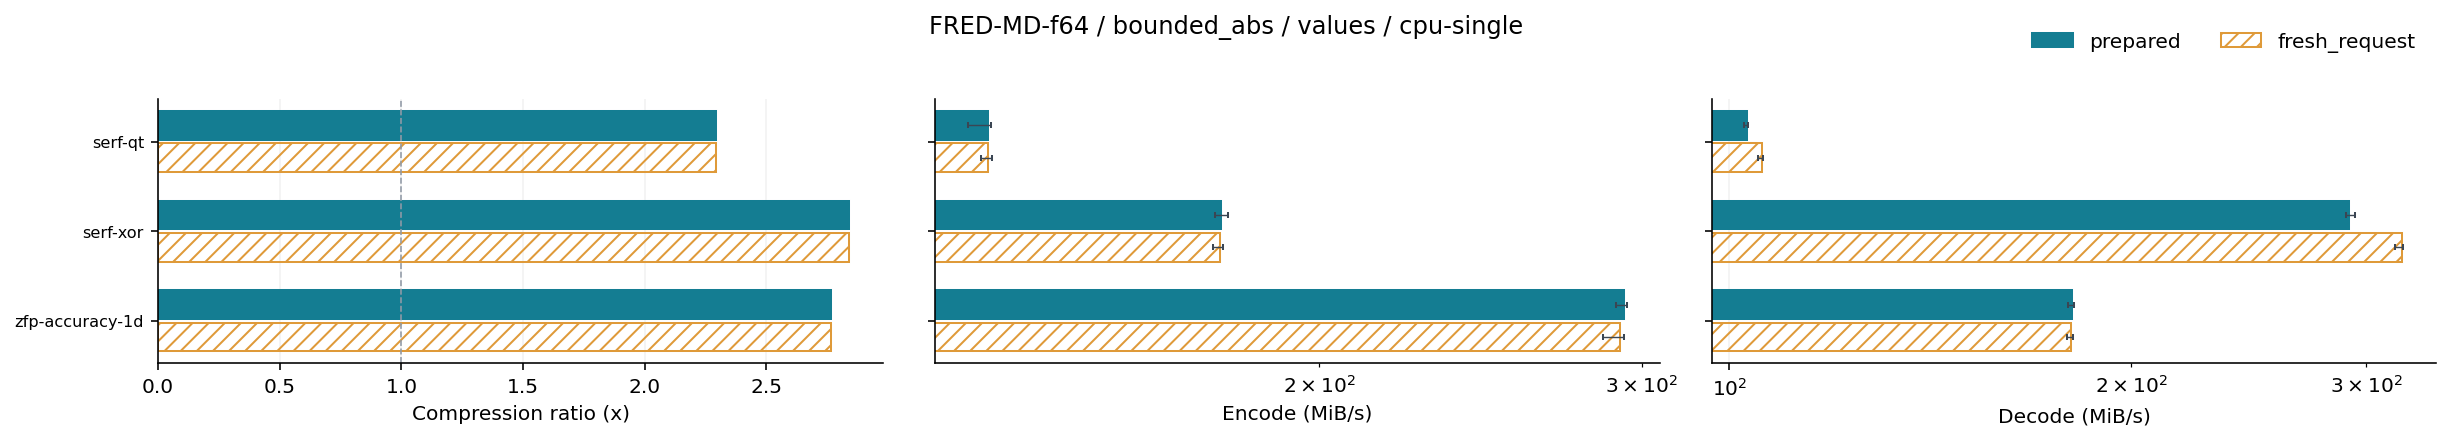 FRED-MD-f64 / bounded_abs / values / cpu-single
prepared
fresh_request
serf-qt
serf-xor
zfp-accuracy-1d
0.0 0.5 1.0 1.5 2.0 2.5
Compression ratio (x)
2 × 10² 3 × 10²
Encode (MiB/s)
10² 2 × 10² 3 × 10²
Decode (MiB/s)